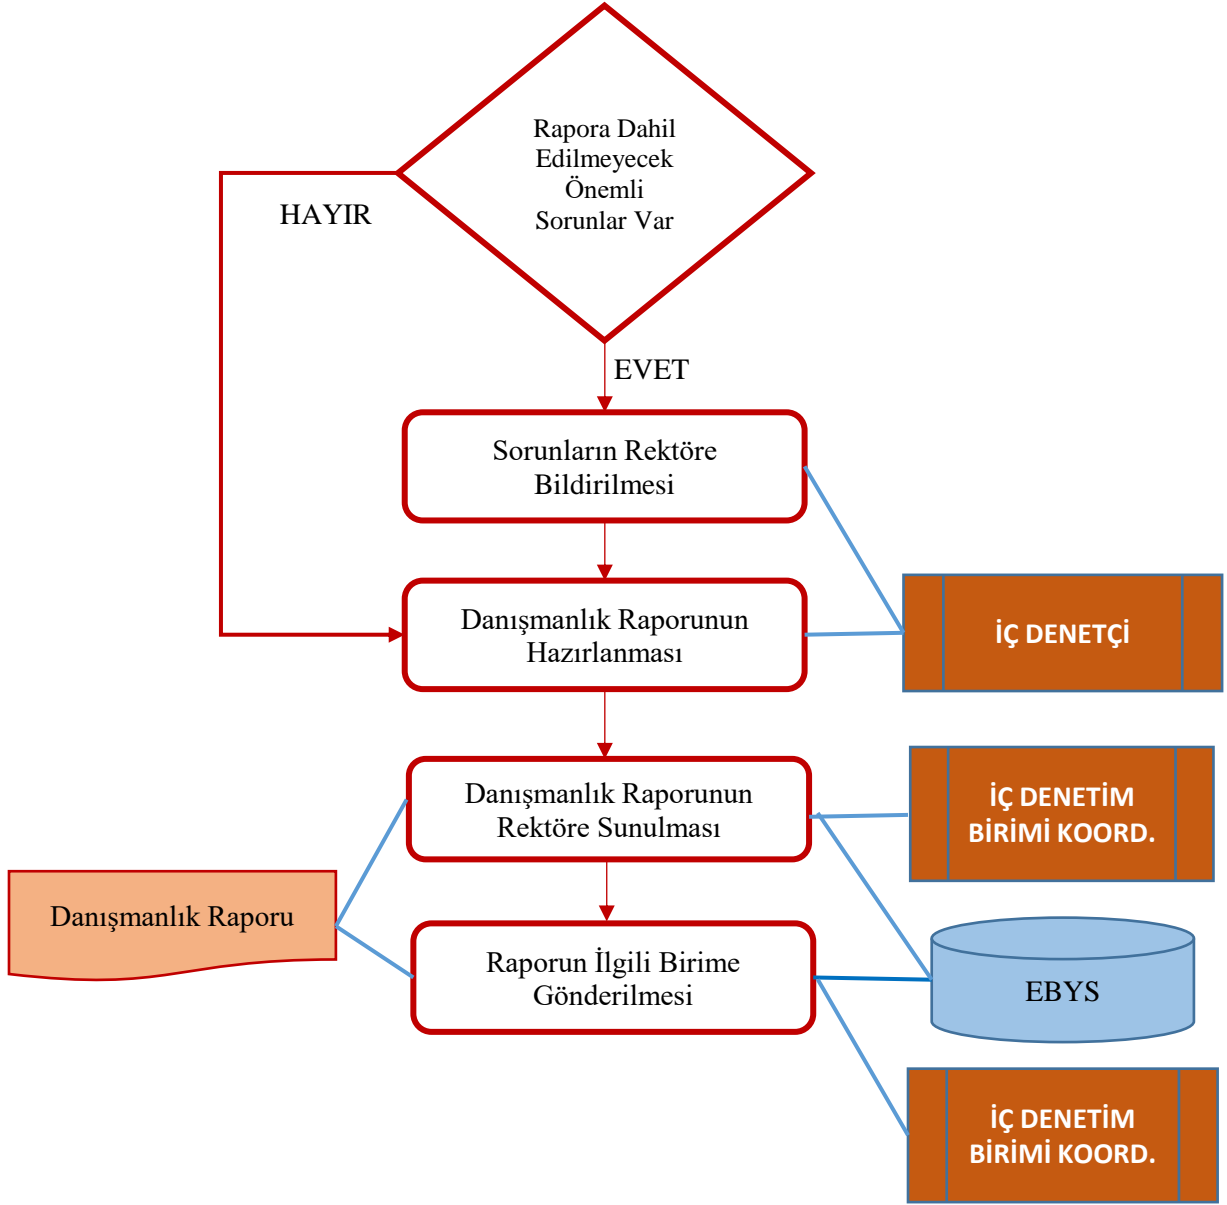 Rapora Dahil
Edilmeyecek
Önemli
Sorunlar Var
HAYIR
EVET
Sorunların Rektöre
Bildirilmesi
Danışmanlık Raporunun
Hazırlanması
İÇ DENETÇİ
Danışmanlık Raporunun
Rektöre Sunulması
İÇ DENETİM
BİRİMİ KOORD.
Danışmanlık Raporu
Raporun İlgili Birime
Gönderilmesi
EBYS
İÇ DENETİM
BİRİMİ KOORD.